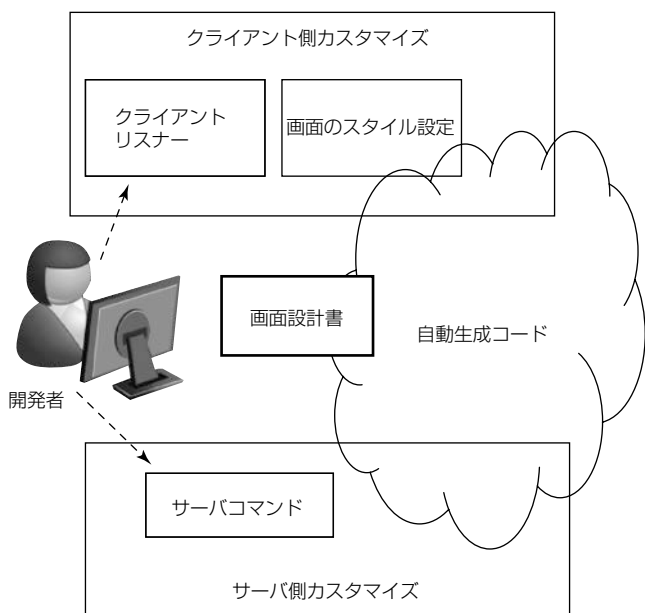 クライアント側カスタマイズ
クライアント
リスナー
画面のスタイル設定
画面設計書
自動生成コード
開発者
サーバコマンド
サーバ側カスタマイズ